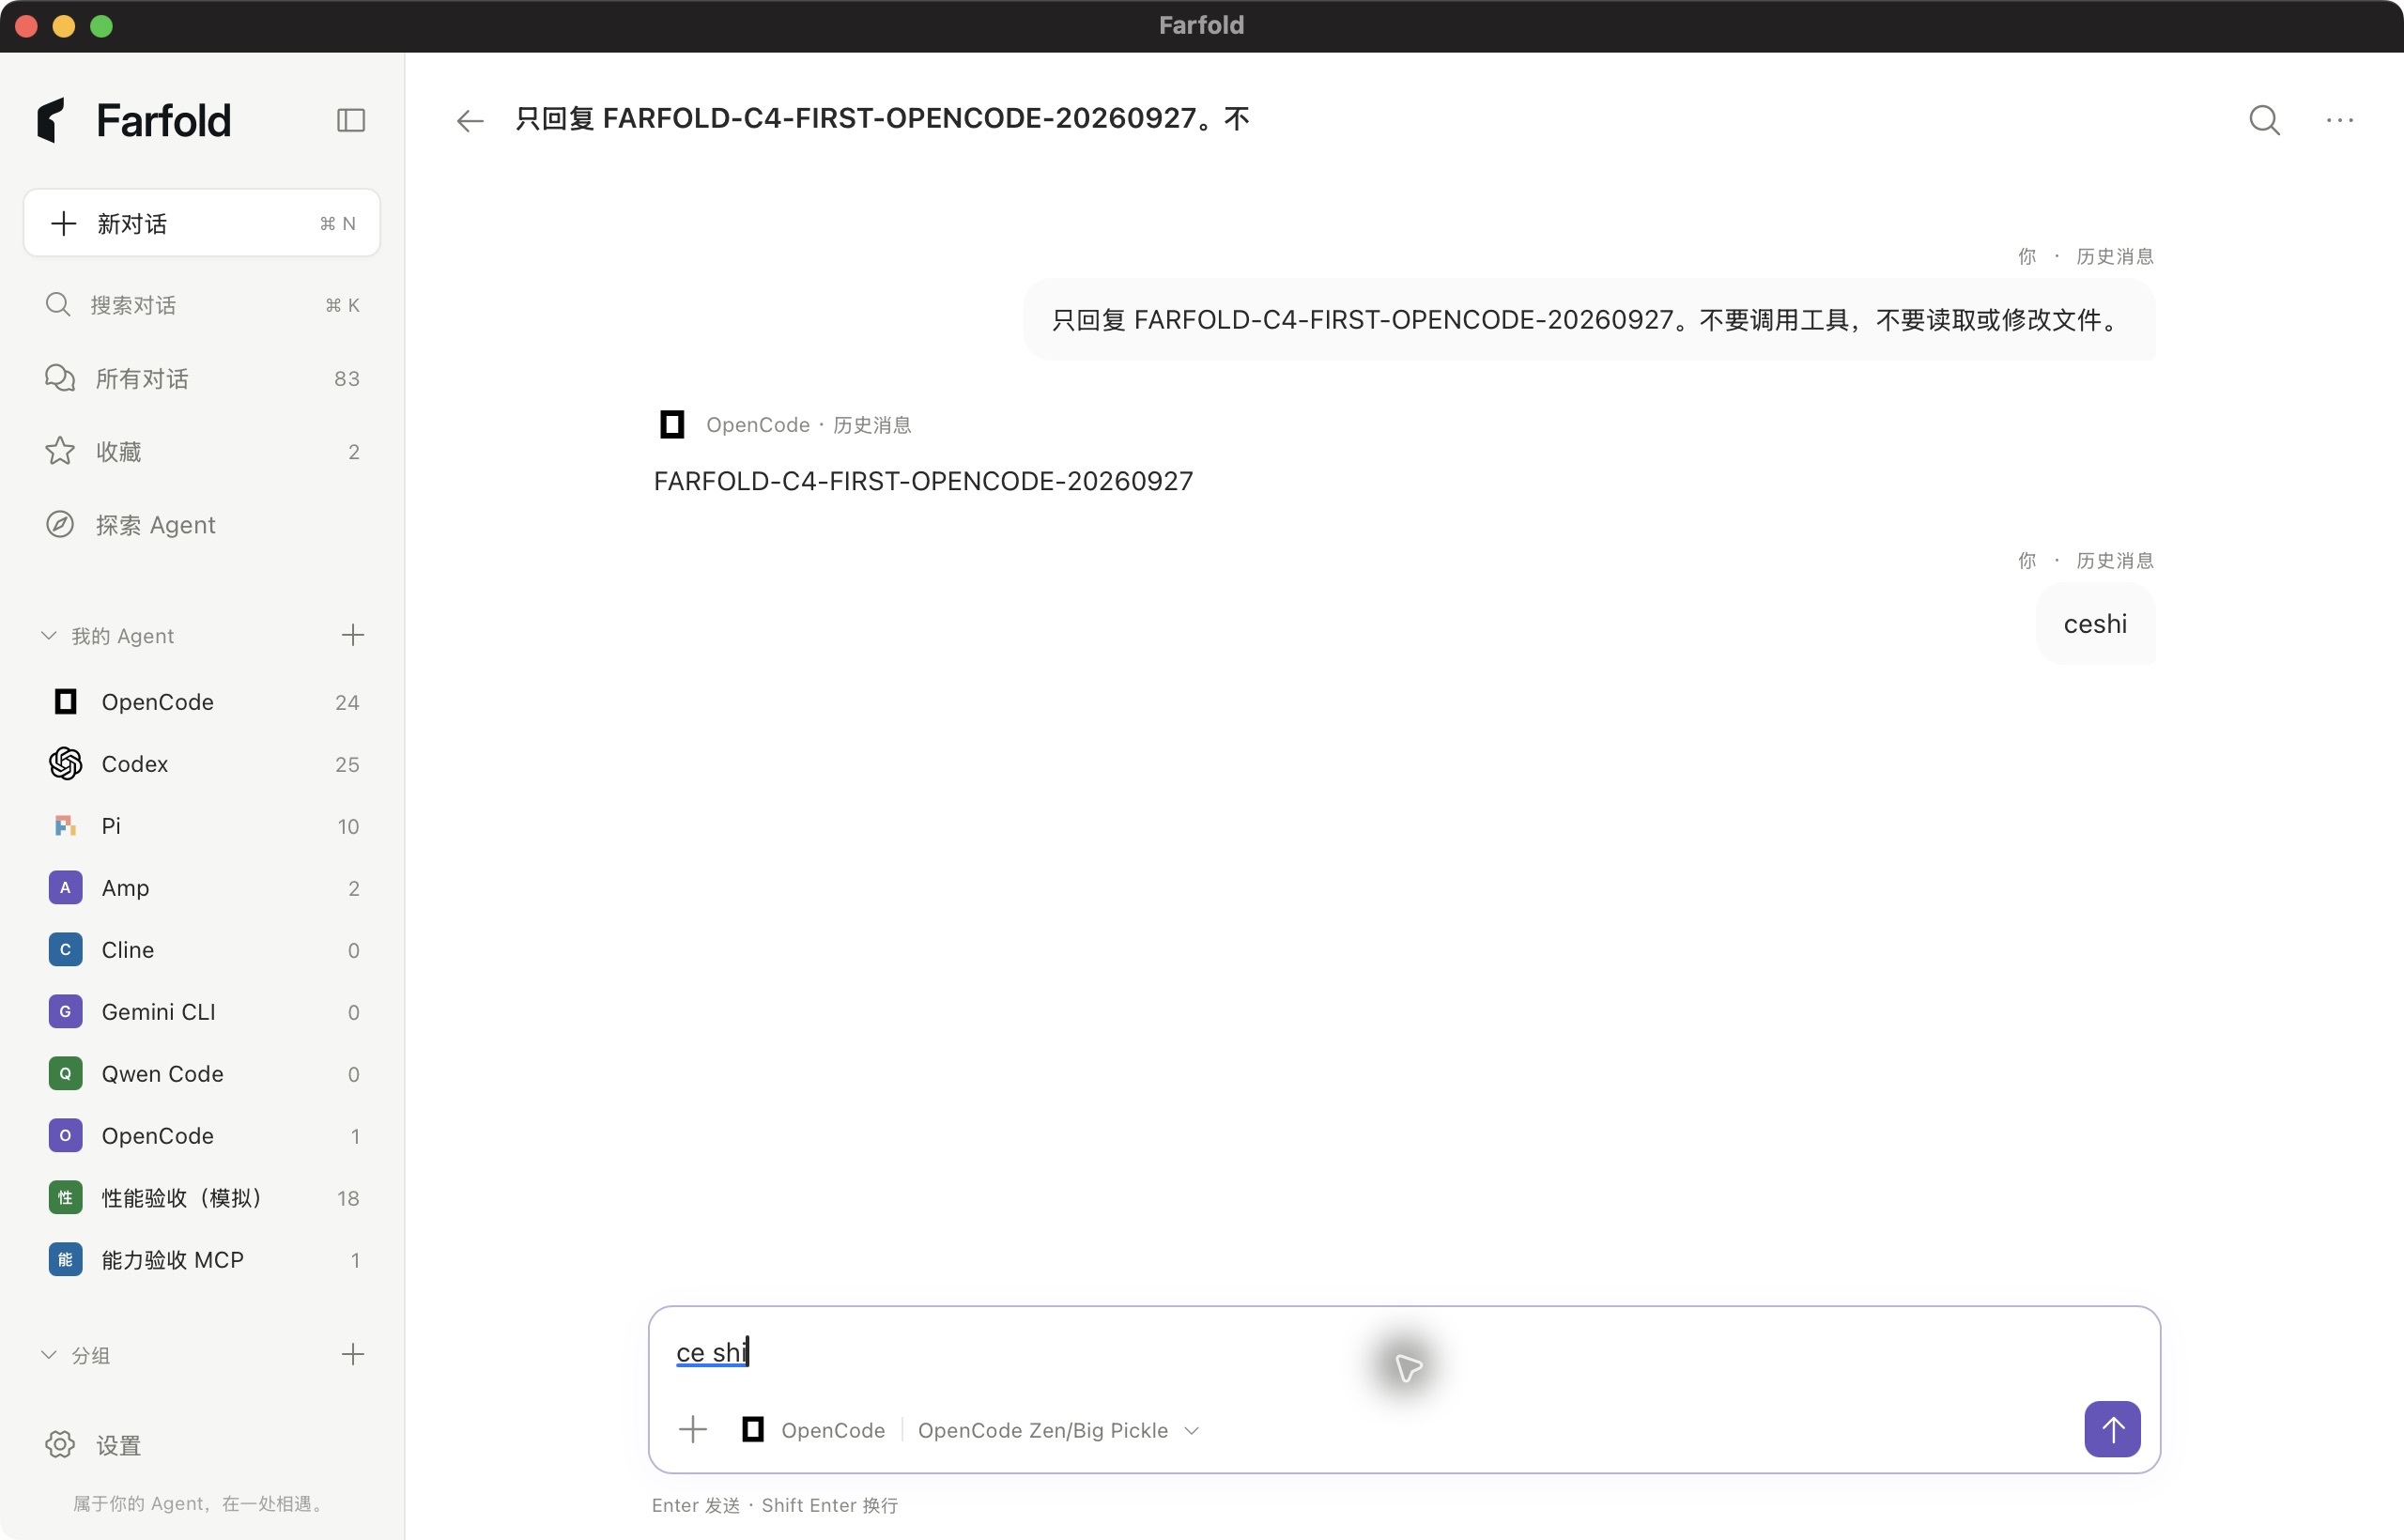 Farfold
Farfold
新对话 ⌘ N
搜索对话 ⌘ K
所有对话 83
收藏 2
探索 Agent
我的 Agent
OpenCode 24
Codex 25
Pi 10
A Amp 2
C Cline 0
G Gemini CLI 0
Q Qwen Code 0
O OpenCode 1
性 性能验收（模拟） 18
能 能力验收 MCP 1
分组
设置
属于你的 Agent，在一处相遇。
只回复 FARFOLD-C4-FIRST-OPENCODE-20260927。不
你 · 历史消息
只回复 FARFOLD-C4-FIRST-OPENCODE-20260927。不要调用工具，不要读取或修改文件。
OpenCode · 历史消息
FARFOLD-C4-FIRST-OPENCODE-20260927
你 · 历史消息
ceshi
ce shi
OpenCode OpenCode Zen/Big Pickle
Enter 发送 · Shift Enter 换行